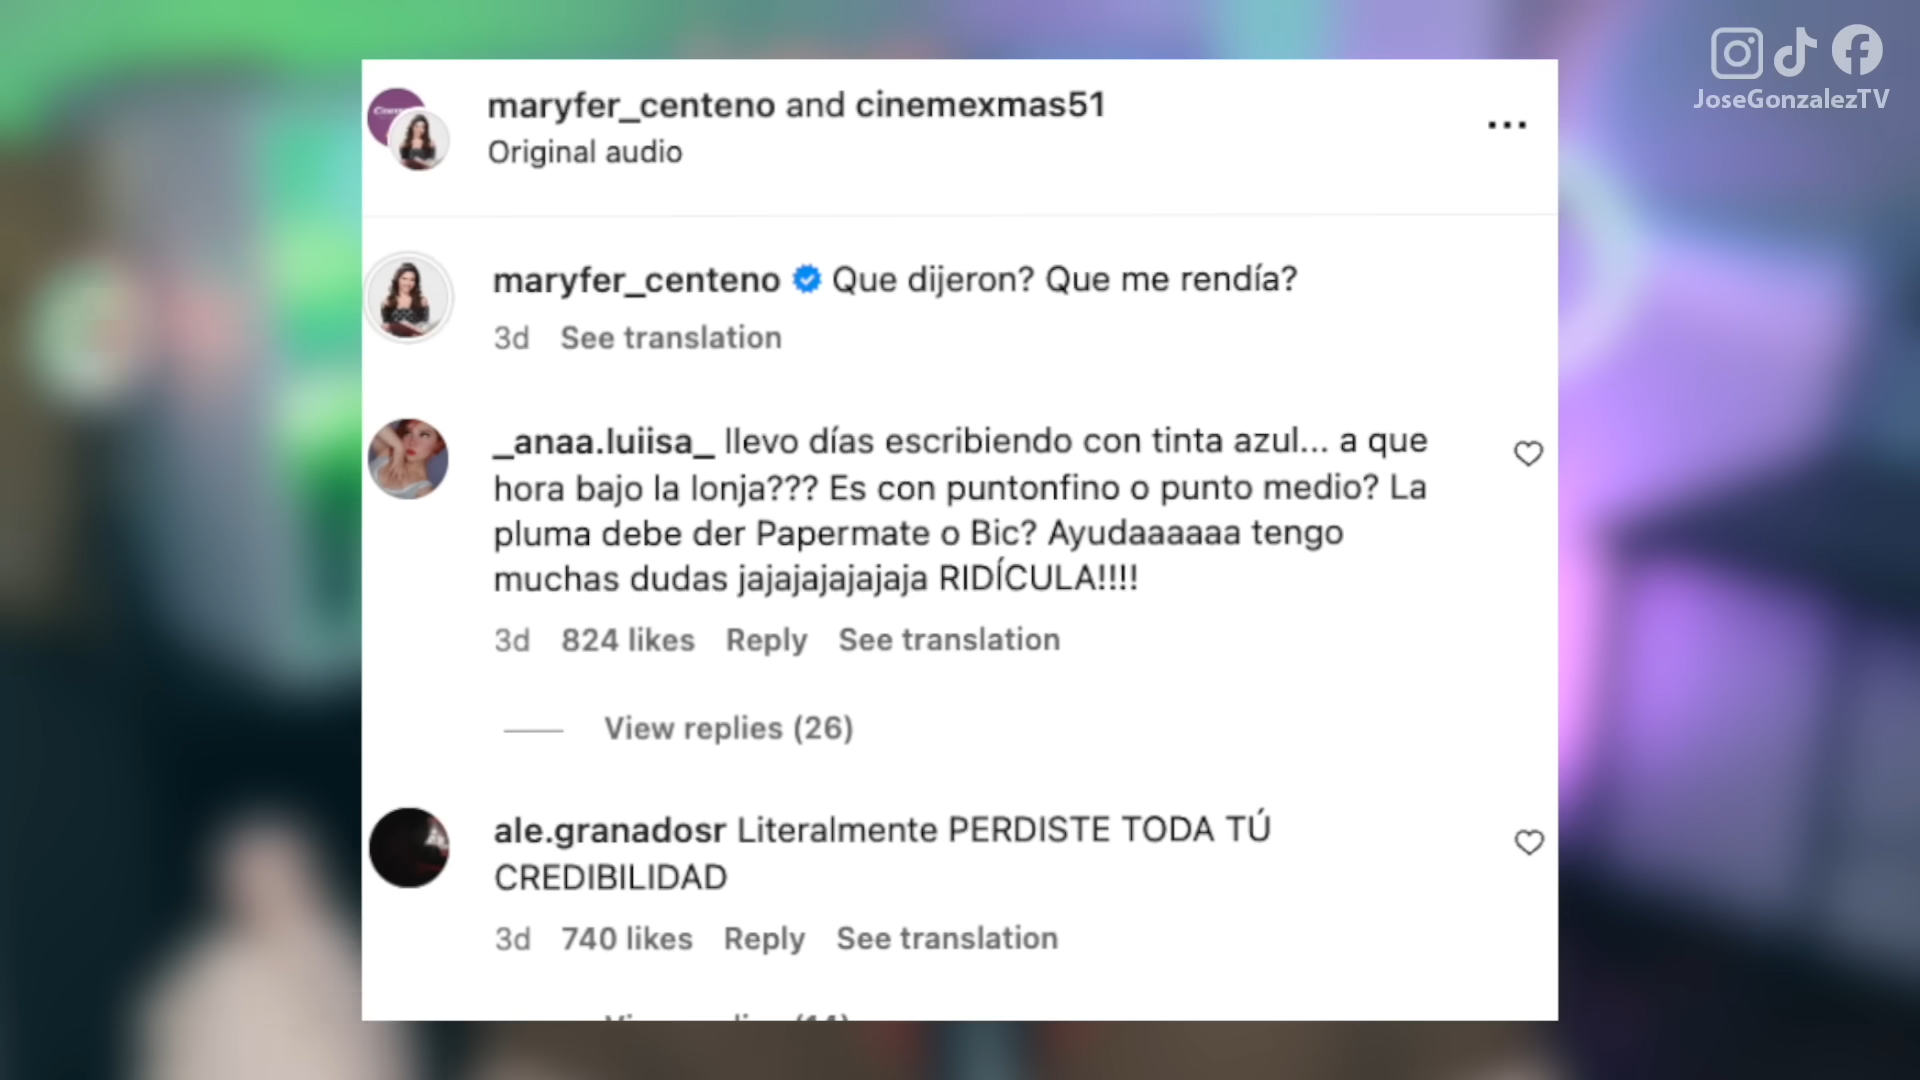 JoseGonzalezTV
maryfer_centeno and cinemexmas51
Original audio
maryfer_centeno Que dijeron? Que me rendía?
3d See translation
_anaa.luiisa_ llevo días escribiendo con tinta azul... a que
hora bajo la lonja??? Es con puntonfino o punto medio? La
pluma debe der Papermate o Bic? Ayudaaaaaa tengo
muchas dudas jajajajajajaja RIDÍCULA!!!!
3d 824 likes Reply See translation
View replies (26)
ale.granadosr Literalmente PERDISTE TODA TÚ
CREDIBILIDAD
3d 740 likes Reply See translation